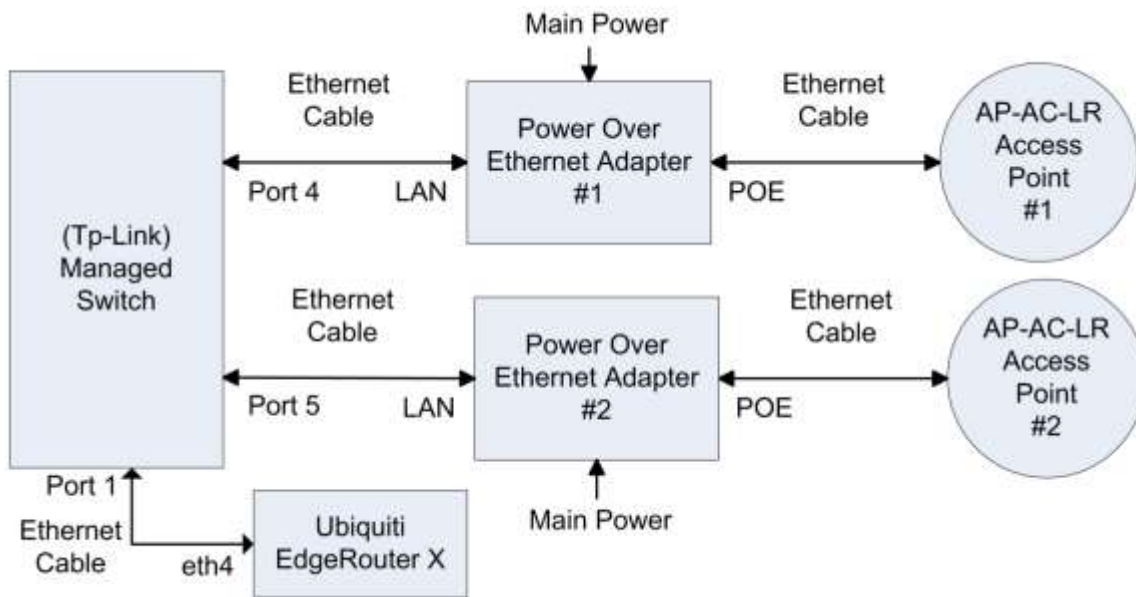 Main Power
Ethernet
Cable
Ethernet
Cable
(Tp-Link)
Managed
Switch
Power Over
Ethernet Adapter
#1
AP-AC-LR
Access
Point
#1
Port 4
LAN
POE
Ethernet
Cable
Ethernet
Cable
Power Over
Ethernet Adapter
#2
AP-AC-LR
Access
Point
#2
Port 5
LAN
POE
Main Power
Port 1
Ethernet
Cable
eth4
Ubiquiti
EdgeRouter X